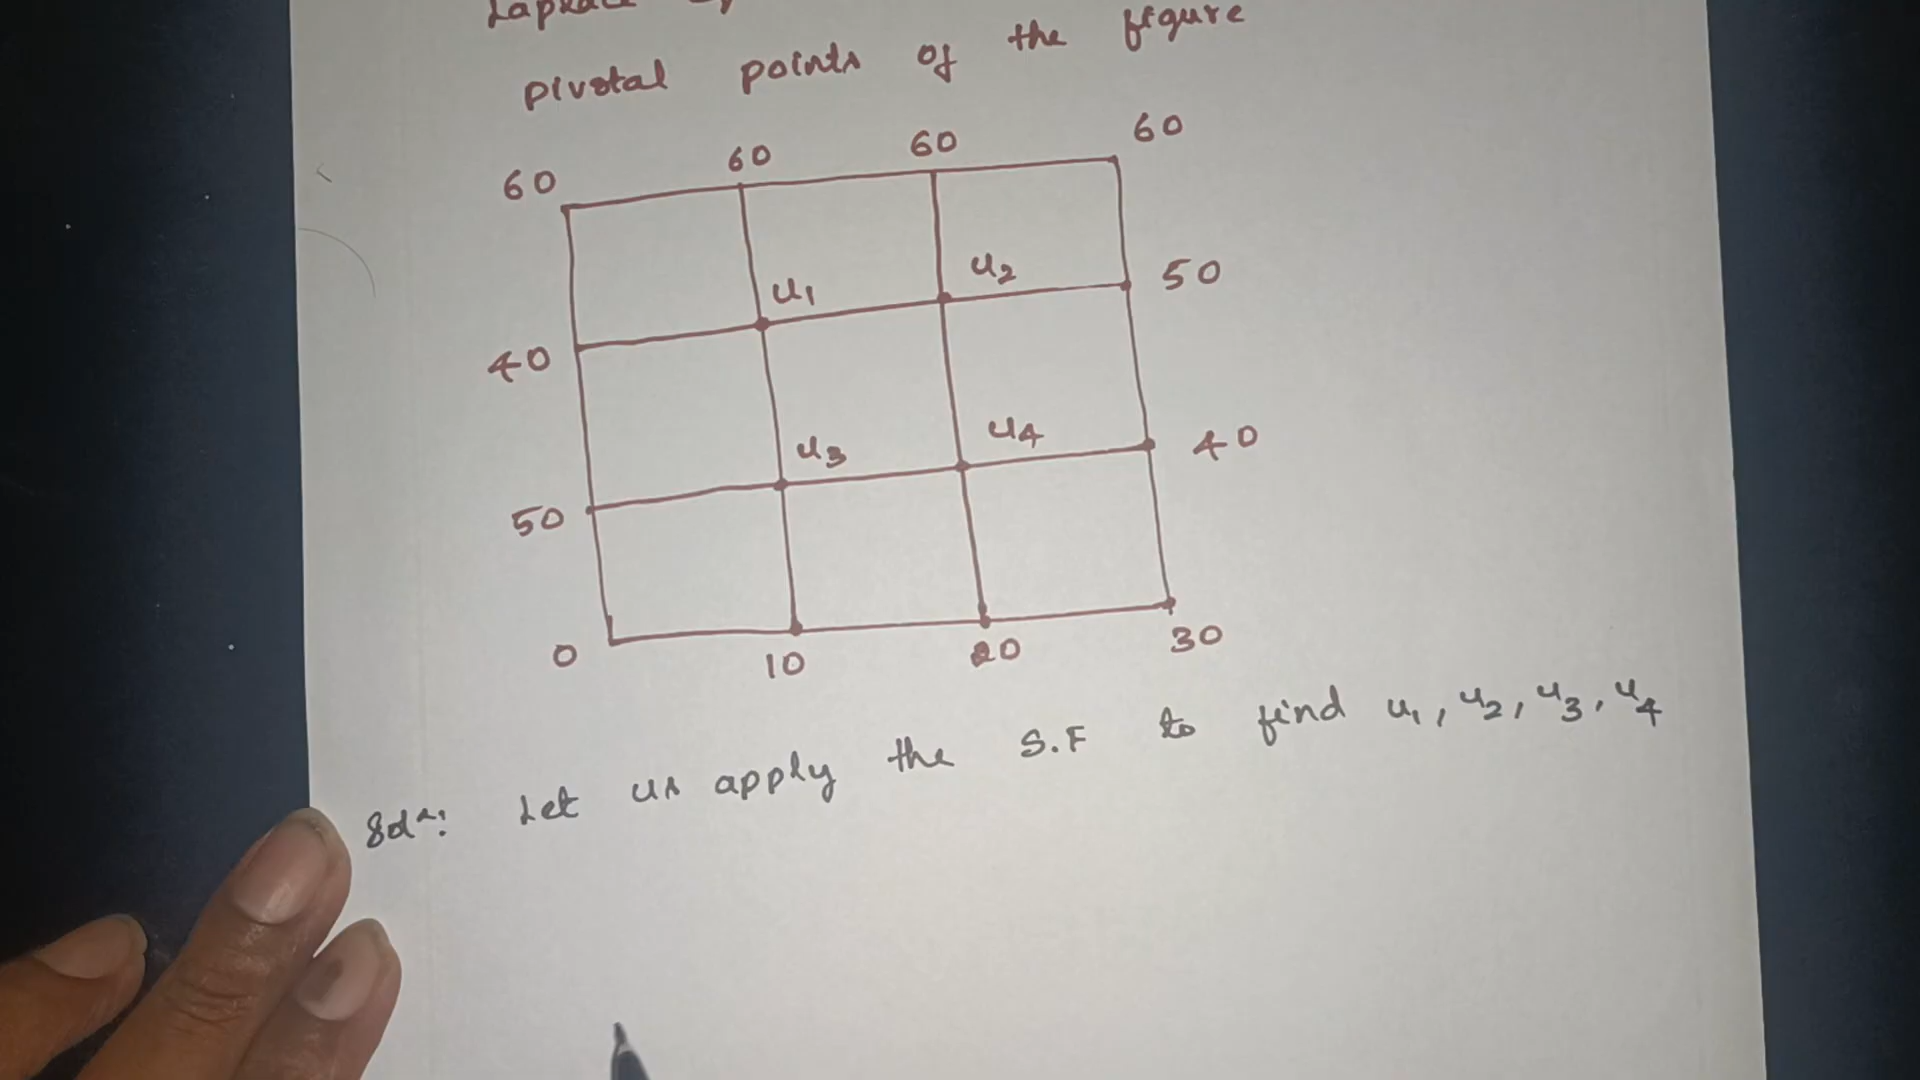 pivotal points of the figure
60 60 60 60
u1 u2 50
40
u3 u4 40
50
0 10 20 30
Let us apply the S.F to find u1, u2, u3, u4